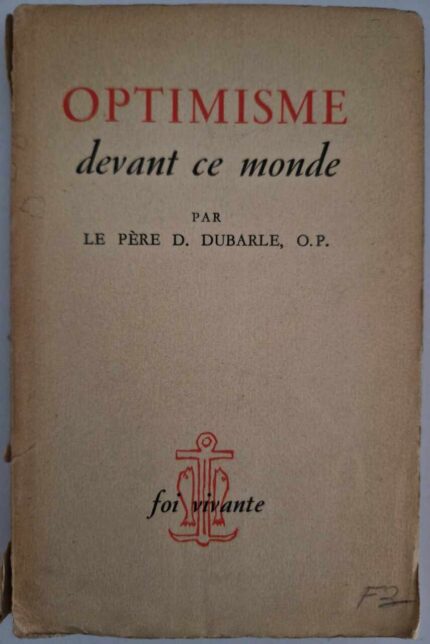 OPTIMISME
devant ce monde
PAR
LE PÈRE D. DUBARLE, O.P.
foi vivante